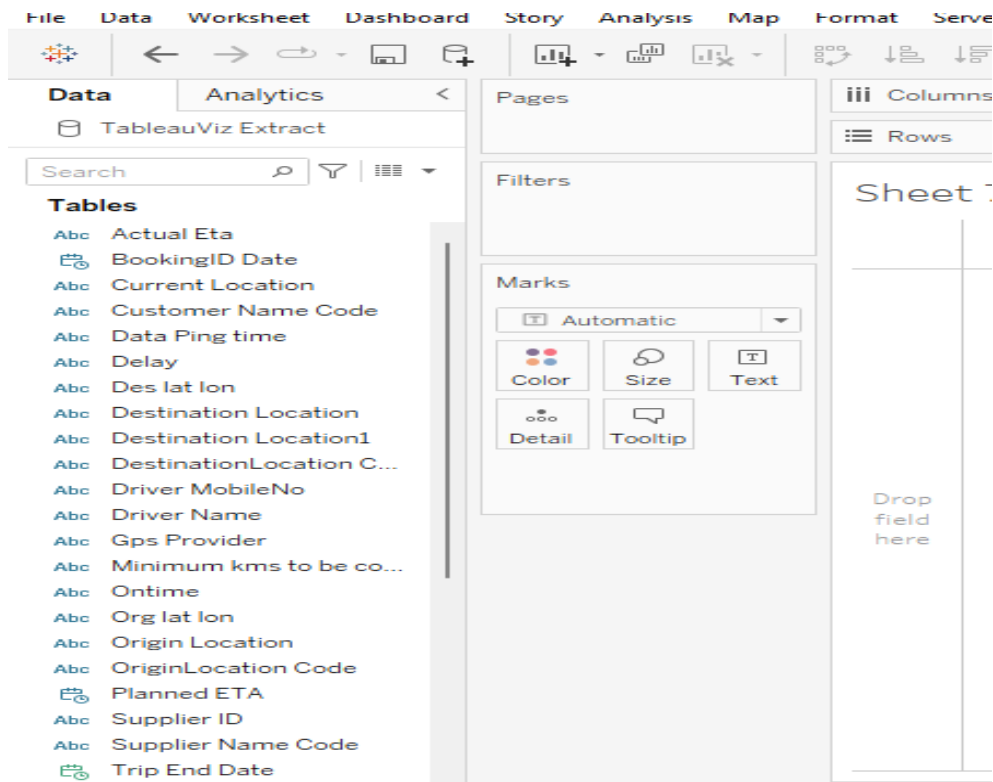 File Data Worksheet Dashboard Story Analysis Map Format Serve
Data Analytics
TableauViz Extract
Search
Tables
Abc Actual Eta
BookingID Date
Abc Current Location
Abc Customer Name Code
Abc Data Ping time
Abc Delay
Abc Des lat lon
Abc Destination Location
Abc Destination Location1
Abc DestinationLocation C...
Abc Driver MobileNo
Abc Driver Name
Abc Gps Provider
Abc Minimum kms to be co...
Abc Ontime
Abc Org lat lon
Abc Origin Location
Abc OriginLocation Code
Planned ETA
Abc Supplier ID
Abc Supplier Name Code
Trip End Date
Pages
Filters
Marks
T Automatic
Color Size T Text
Detail Tooltip
Columns
Rows
Sheet 7
Drop
field
here